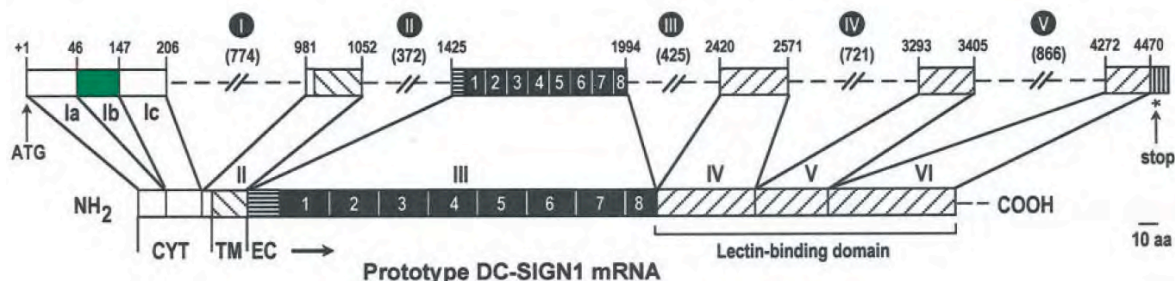 I II III IV V
(774) (372) (425) (721) (866)
+1 46 147 206 981 1052 1425 1994 2420 2571 3293 3405 4272 4470
1 2 3 4 5 6 7 8
Ia Ib Ic
*
ATG
stop
II III IV V VI
NH2 1 2 3 4 5 6 7 8 COOH
CYT TM EC
Lectin-binding domain
10 aa
Prototype DC-SIGN1 mRNA